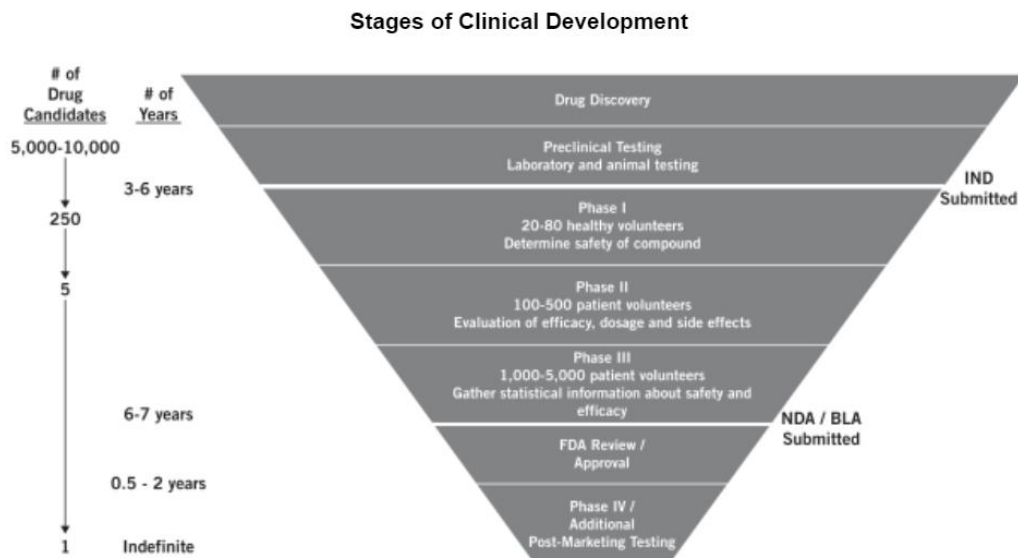 Stages of Clinical Development
# of
Drug
Candidates
# of
Years
5,000-10,000
3-6 years
250
5
6-7 years
0.5 - 2 years
1
Indefinite
Drug Discovery
Preclinical Testing
Laboratory and animal testing
IND
Submitted
Phase I
20-80 healthy volunteers
Determine safety of compound
Phase II
100-500 patient volunteers
Evaluation of efficacy, dosage and side effects
Phase III
1,000-5,000 patient volunteers
Gather statistical information about safety and
efficacy
NDA / BLA
Submitted
FDA Review /
Approval
Phase IV /
Additional
Post-Marketing Testing